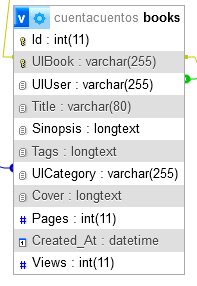 v cuentacuentos books
Id : int(11)
UIBook : varchar(255)
UIUser : varchar(255)
Title : varchar(80)
Sinopsis : longtext
Tags : longtext
UICategory : varchar(255)
Cover : longtext
# Pages : int(11)
Created_At : datetime
# Views : int(11)